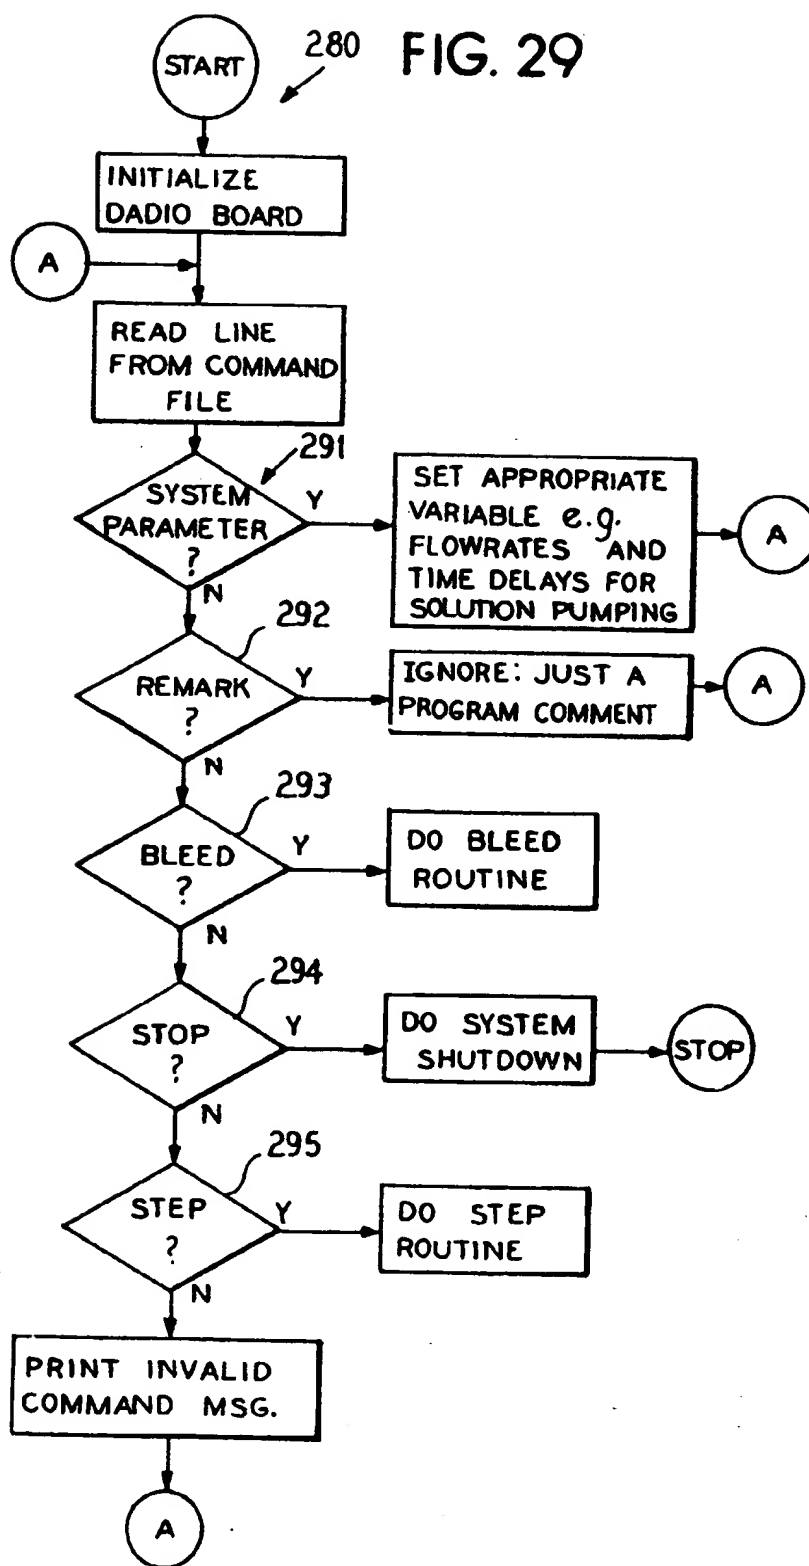 START
280
FIG. 29
INITIALIZE
DADIO BOARD
A
READ LINE
FROM COMMAND
FILE
291
SYSTEM
PARAMETER
?
Y
N
SET APPROPRIATE
VARIABLE e.g.
FLOWRATES AND
TIME DELAYS FOR
SOLUTION PUMPING
A
292
REMARK
?
Y
N
IGNORE: JUST A
PROGRAM COMMENT
A
293
BLEED
?
Y
N
DO BLEED
ROUTINE
294
STOP
?
Y
N
DO SYSTEM
SHUTDOWN
STOP
295
STEP
?
Y
N
DO STEP
ROUTINE
PRINT INVALID
COMMAND MSG.
A